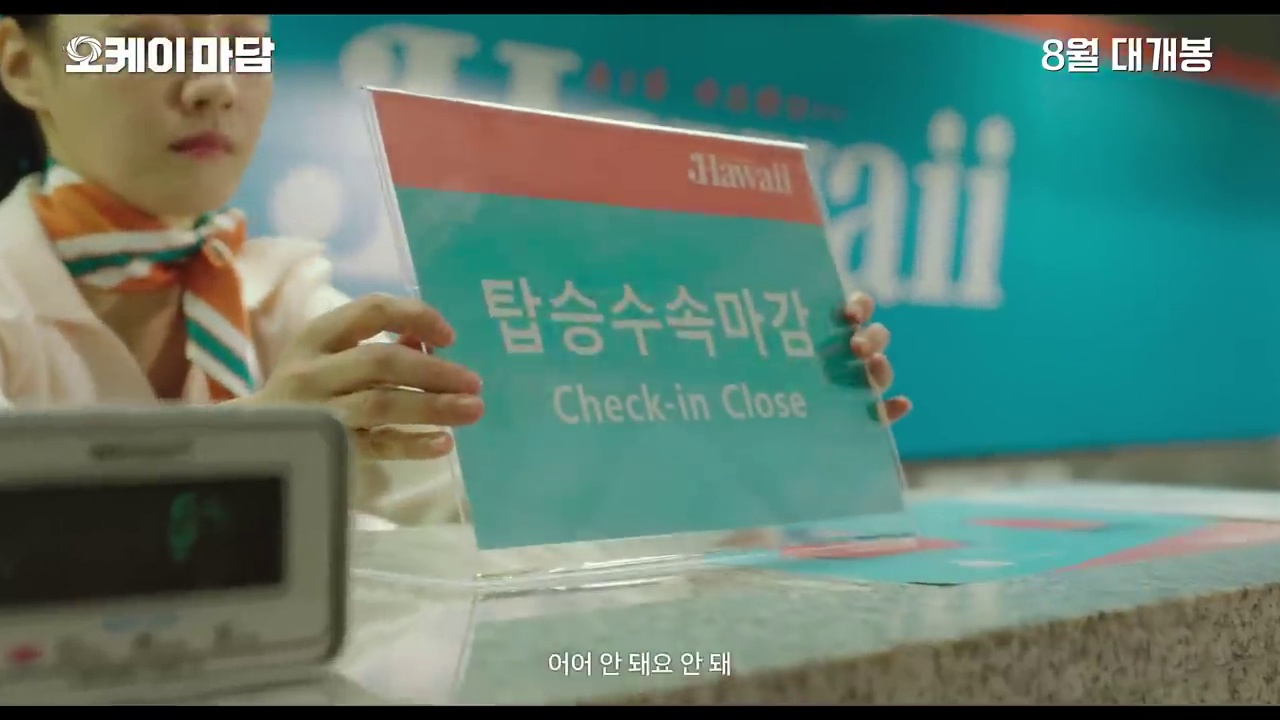 오케이 마담
8월 대개봉
Hawaii
탑승수속마감
Check-in Close
어어 안 돼요 안 돼